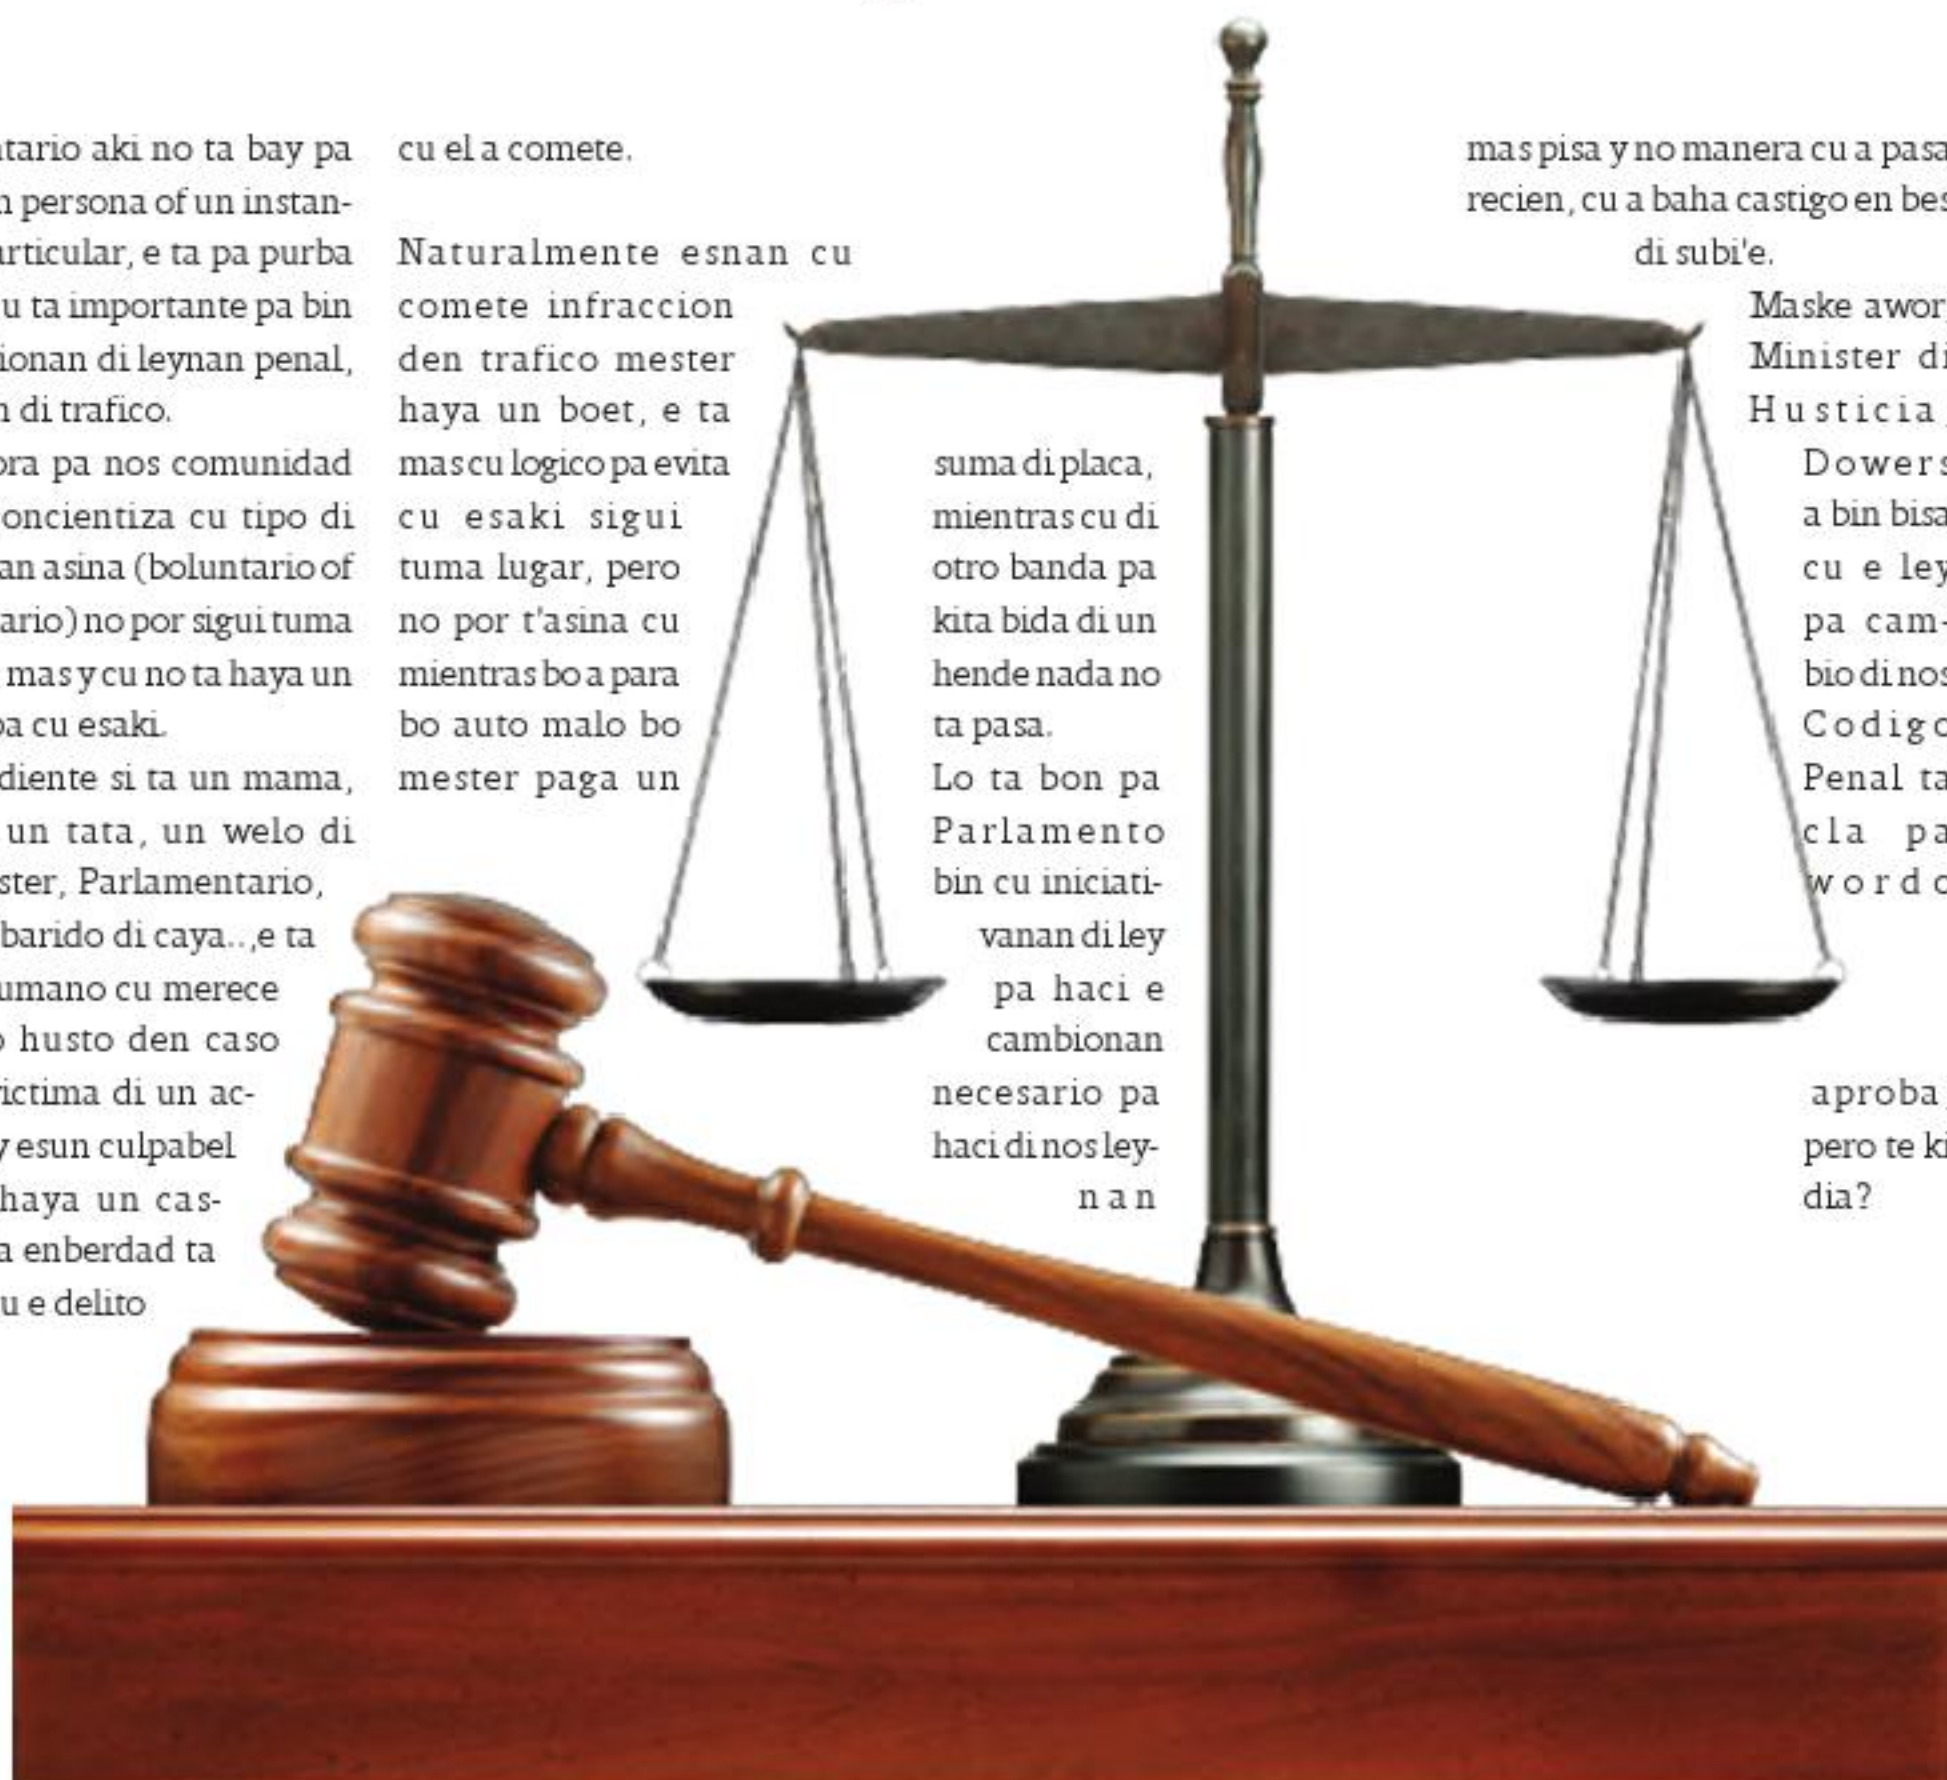 tario aki no ta bay pa
n persona of un instan-
articular, e ta pa purba
u ta importante pa bin
ionan di leynan penal,
n di trafico.
ora pa nos comunidad
oncientiza cu tipo di
an asina (boluntario of
ario) no por sigui tuma
mas y cu no ta haya un
pa cu esaki.
diente si ta un mama,
un tata, un welo di
ster, Parlamentario,
barido di caya..,e ta
umano cu merece
o husto den caso
victima di un ac-
y esun culpabel
haya un cas-
a enberdad ta
u e delito
cu el a comete.
Naturalmente esnan cu
comete infraccion
den trafico mester
haya un boet, e ta
mas cu logico pa evita
cu esaki sigui
tuma lugar, pero
no por t'asina cu
mientras bo a para
bo auto malo bo
mester paga un
suma di placa,
mientras cu di
otro banda pa
kita bida di un
hende nada no
ta pasa.
Lo ta bon pa
Parlamento
bin cu iniciati-
vanan di ley
pa haci e
cambionan
necesario pa
haci di nos ley-
nan
mas pisa y no manera cu a pasa
recien, cu a baha castigo en bes
di subi'e.
Maske awor,
Minister di
Husticia,
Dowers
a bin bisa
cu e ley
pa cam-
bio di nos
Codigo
Penal ta
cla pa
wordo
aproba,
pero te ki
dia?